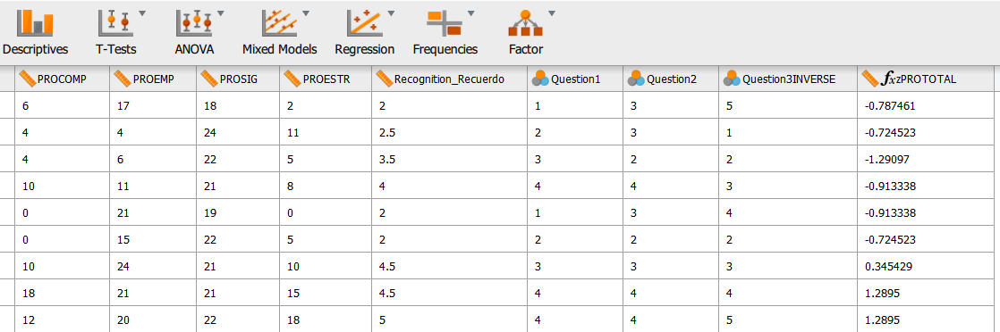 Descriptives T-Tests ANOVA Mixed Models Regression Frequencies Factor
PROCOMP PROEMP PROSIG PROESTR Recognition_Recuerdo Question1 Question2 Question3INVERSE fx zPROTOTAL
6 17 18 2 2 1 3 5 -0.787461
4 4 24 11 2.5 2 3 1 -0.724523
4 6 22 5 3.5 3 2 2 -1.29097
10 11 21 8 4 4 4 3 -0.913338
0 21 19 0 2 1 3 4 -0.913338
0 15 22 5 2 2 2 2 -0.724523
10 24 21 10 4.5 3 3 3 0.345429
18 21 21 15 4.5 4 4 4 1.2895
12 20 22 18 5 4 4 5 1.2895